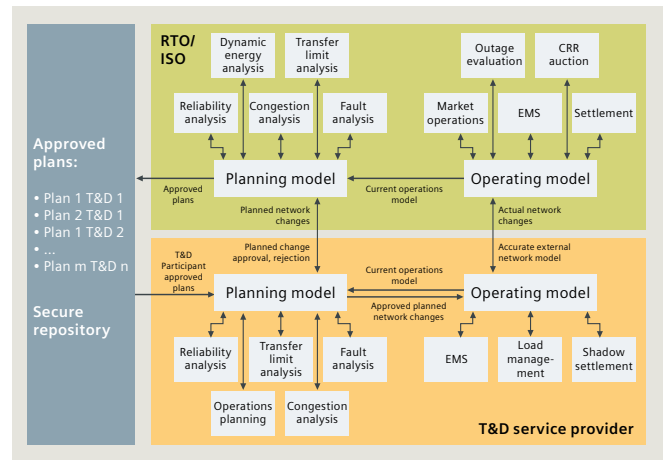 Approved
plans:
• Plan 1 T&D 1
• Plan 2 T&D 1
• Plan 1 T&D 2
• ...
• Plan m T&D n
Secure
repository
RTO/
ISO
Dynamic
energy
analysis
Transfer
limit
analysis
Outage
evaluation
CRR
auction
Reliability
analysis
Congestion
analysis
Fault
analysis
Market
operations
EMS
Settlement
Planning model
Operating model
Approved
plans
Current operations
model
Planned network
changes
Actual network
changes
Planned change
approval, rejection
Accurate external
network model
T&D
Participant
approved
plans
Current operations
model
Planning model
Operating model
Approved planned
network changes
Reliability
analysis
Transfer
limit
analysis
Fault
analysis
EMS
Load
manage-
ment
Shadow
settlement
Operations
planning
Congestion
analysis
T&D service provider